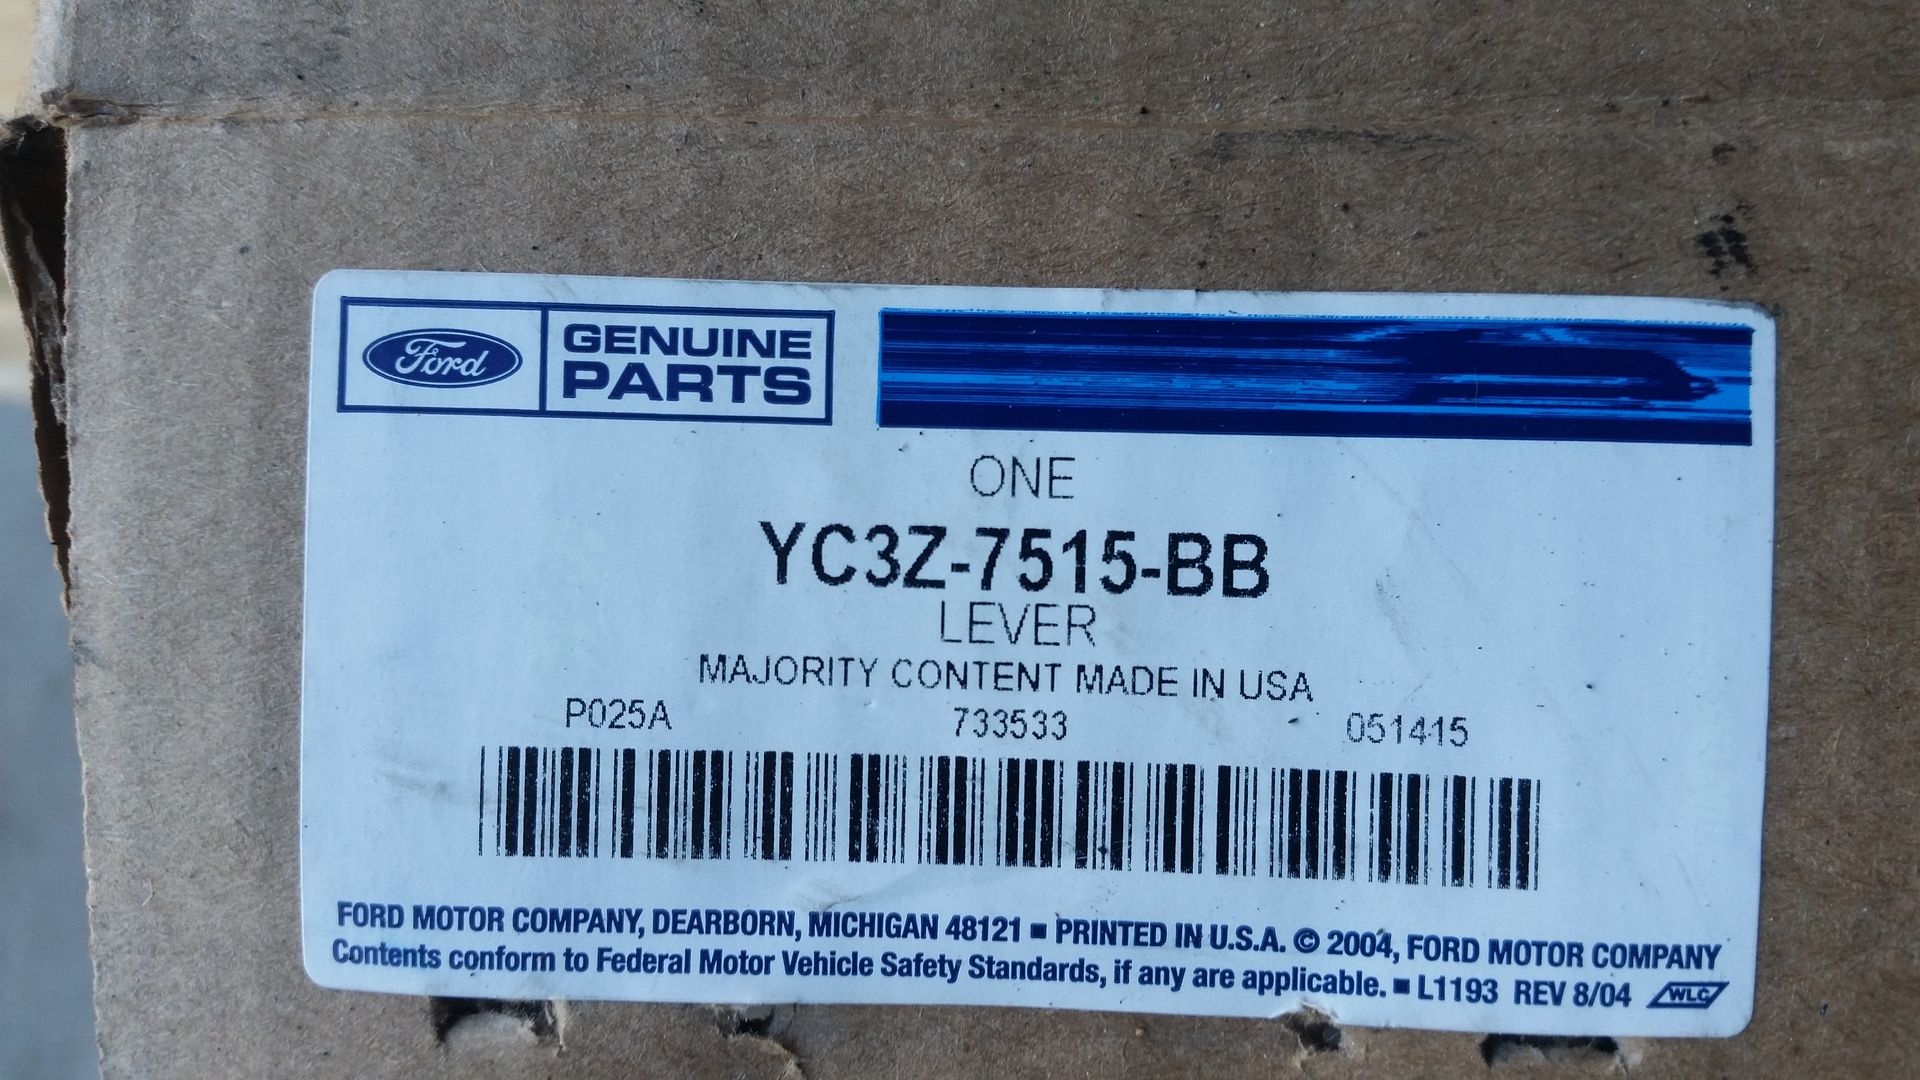 Ford GENUINE
PARTS
ONE
YC3Z-7515-BB
LEVER
MAJORITY CONTENT MADE IN USA
P025A 733533 051415
FORD MOTOR COMPANY, DEARBORN, MICHIGAN 48121 ■ PRINTED IN U.S.A. © 2004, FORD MOTOR COMPANY
Contents conform to Federal Motor Vehicle Safety Standards, if any are applicable. ■ L1193 REV 8/04 WLC